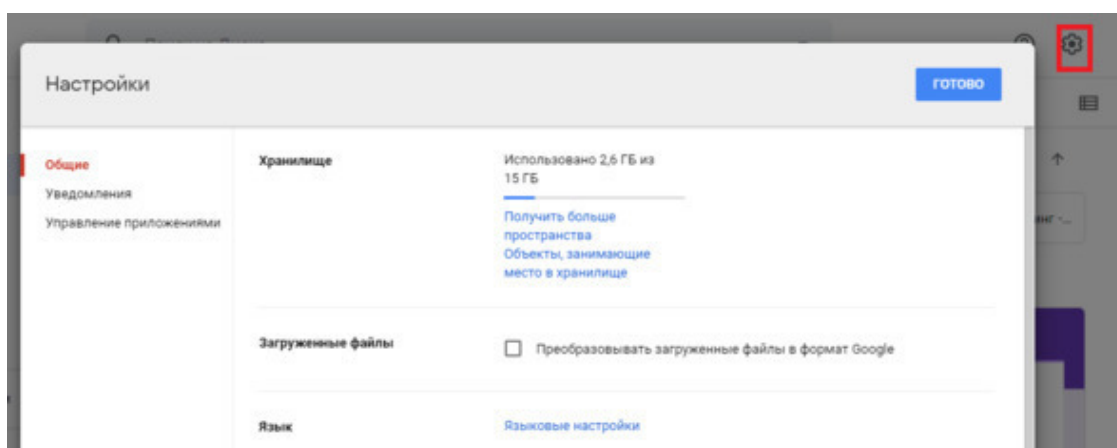 Настройки
ГОТОВО
Общие
Уведомления
Управление приложениями
Хранилище
Использовано 2,6 ГБ из
15 ГБ
Получить больше
пространства
Объекты, занимающие
место в хранилище
Загруженные файлы
Преобразовывать загруженные файлы в формат Google
Язык
Языковые настройки